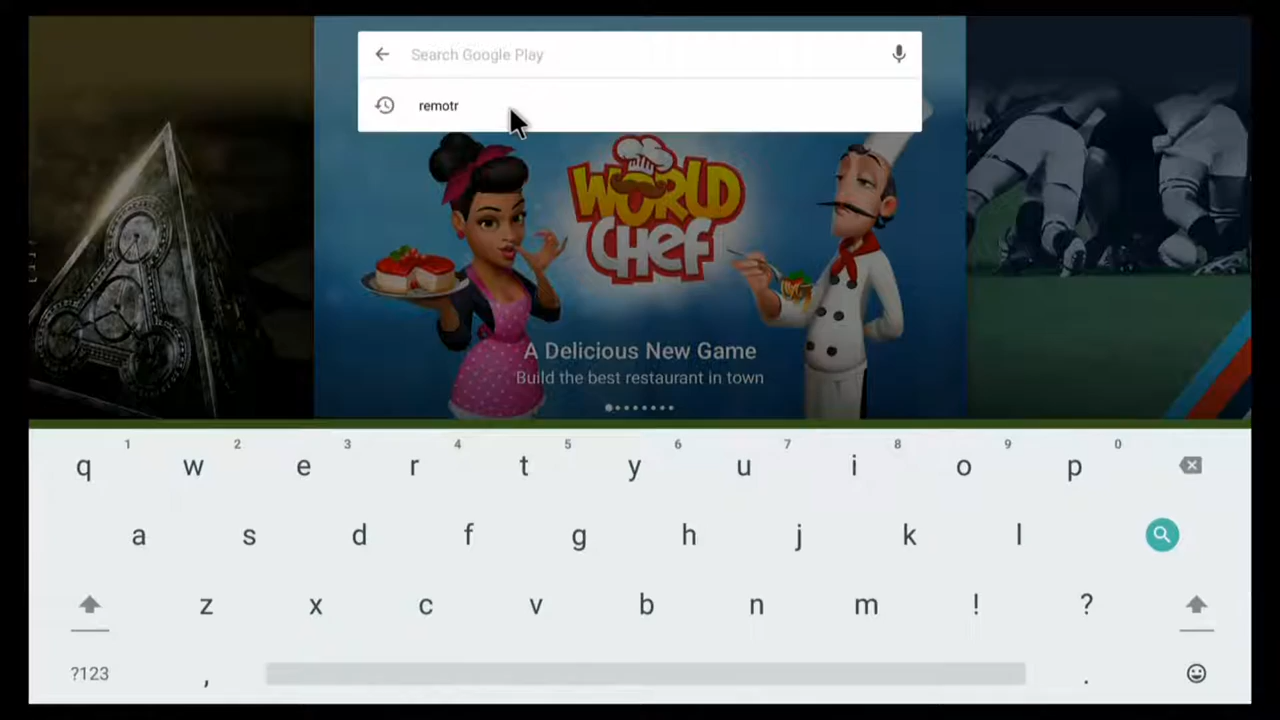 Search Google Play
remotr
WORLD
CHEF
A Delicious New Game
Build the best restaurant in town
1 2 3 4 5 6 7 8 9 0
q w e r t y u i o p
a s d f g h j k l
z x c v b n m ! ?
?123 , .